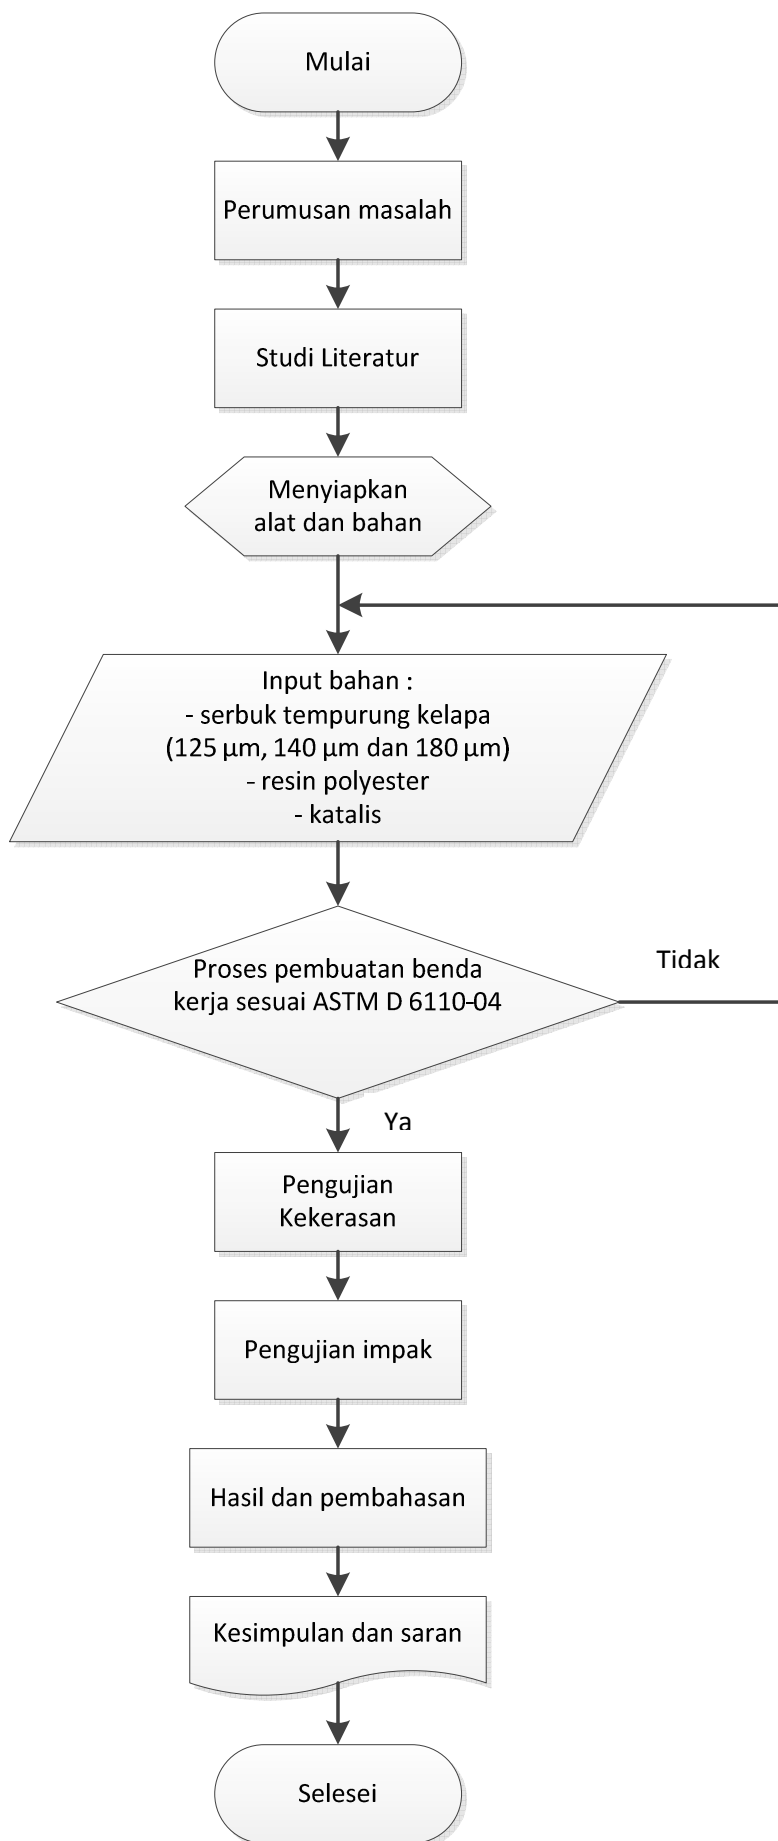 Mulai
Perumusan masalah
Studi Literatur
Menyiapkan
alat dan bahan
Input bahan :
- serbuk tempurung kelapa
(125 µm, 140 µm dan 180 µm)
- resin polyester
- katalis
Proses pembuatan benda
kerja sesuai ASTM D 6110-04
Tidak
Ya
Pengujian
Kekerasan
Pengujian impak
Hasil dan pembahasan
Kesimpulan dan saran
Selesei